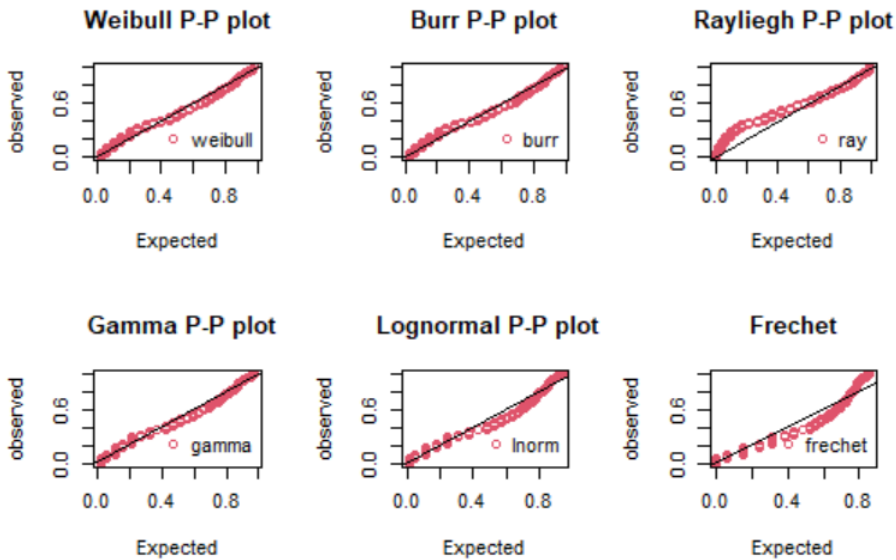 Weibull P-P plot
observed
0.0 0.6
weibull
0.0 0.4 0.8
Expected
Burr P-P plot
observed
0.0 0.6
burr
0.0 0.4 0.8
Expected
Rayliegh P-P plot
observed
0.0 0.6
ray
0.0 0.4 0.8
Expected
Gamma P-P plot
observed
0.0 0.6
gamma
0.0 0.4 0.8
Expected
Lognormal P-P plot
observed
0.0 0.6
lnorm
0.0 0.4 0.8
Expected
Frechet
observed
0.0 0.6
frechet
0.0 0.4 0.8
Expected